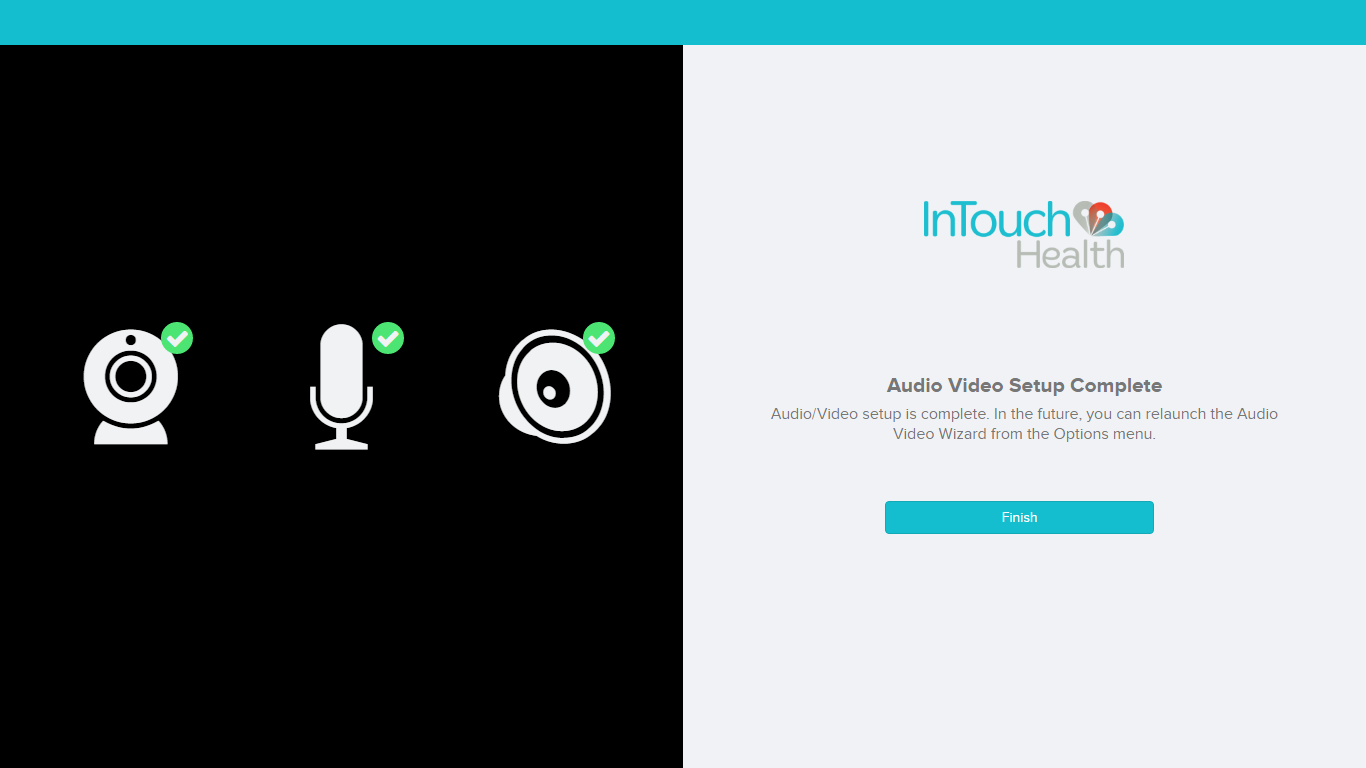 InTouch
Health
Audio Video Setup Complete
Audio/Video setup is complete. In the future, you can relaunch the Audio
Video Wizard from the Options menu.
Finish